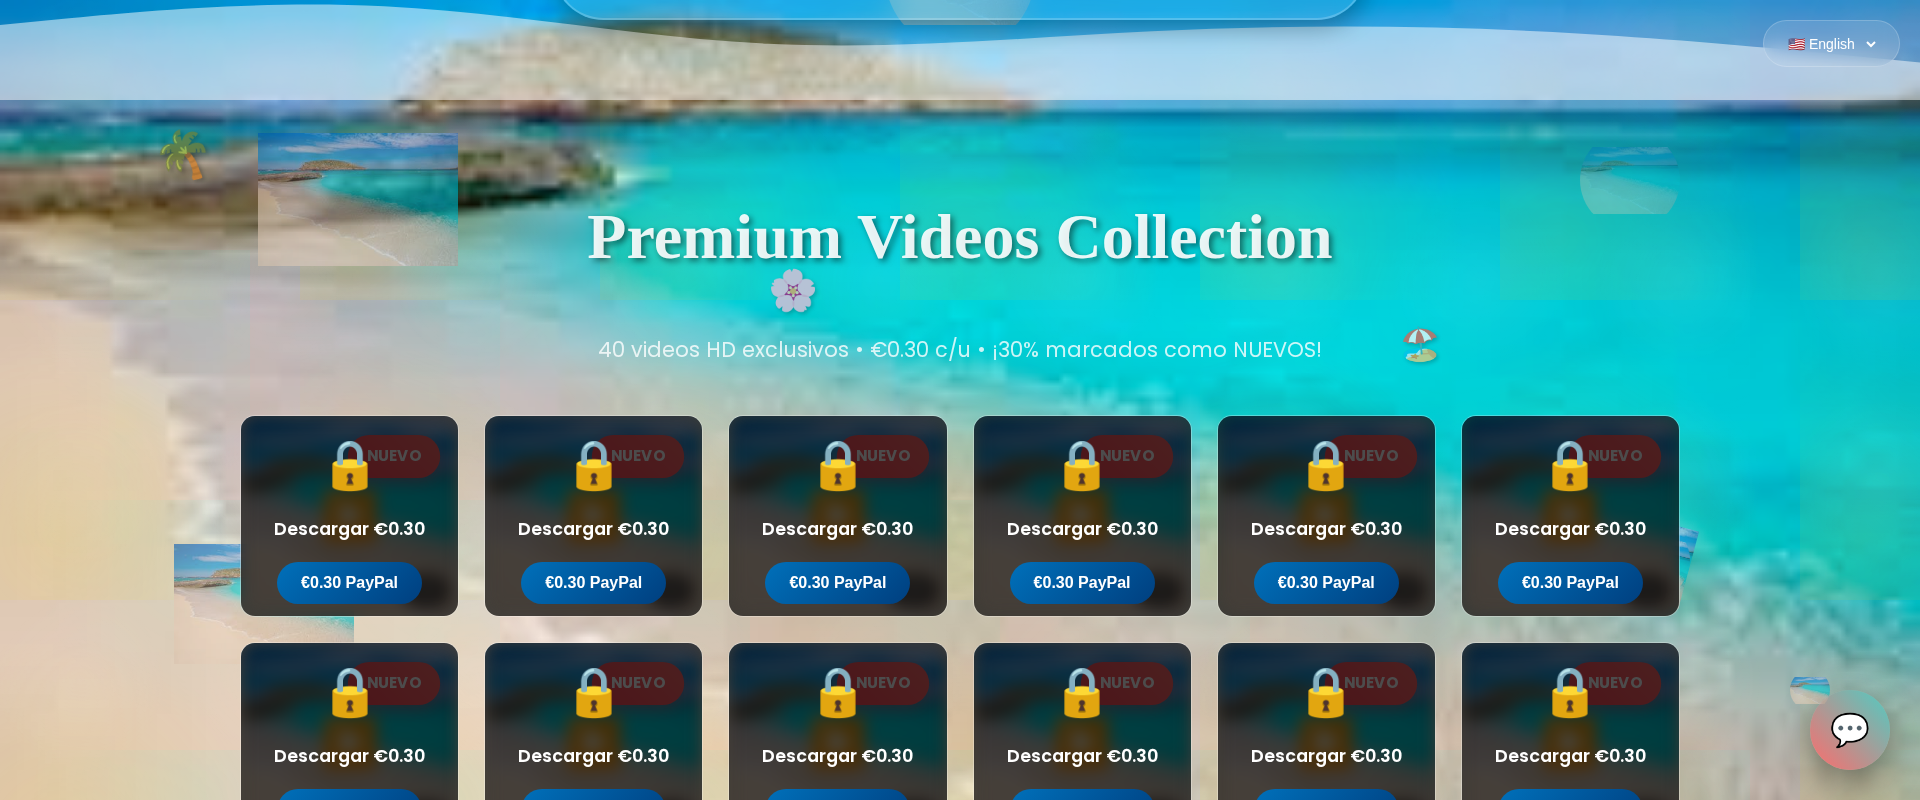 English
Premium Videos Collection
40 videos HD exclusivos • €0.30 c/u • ¡30% marcados como NUEVOS!
NUEVO NUEVO NUEVO NUEVO NUEVO NUEVO
Descargar €0.30 Descargar €0.30 Descargar €0.30 Descargar €0.30 Descargar €0.30 Descargar €0.30
€0.30 PayPal €0.30 PayPal €0.30 PayPal €0.30 PayPal €0.30 PayPal €0.30 PayPal
NUEVO NUEVO NUEVO NUEVO NUEVO NUEVO
Descargar €0.30 Descargar €0.30 Descargar €0.30 Descargar €0.30 Descargar €0.30 Descargar €0.30